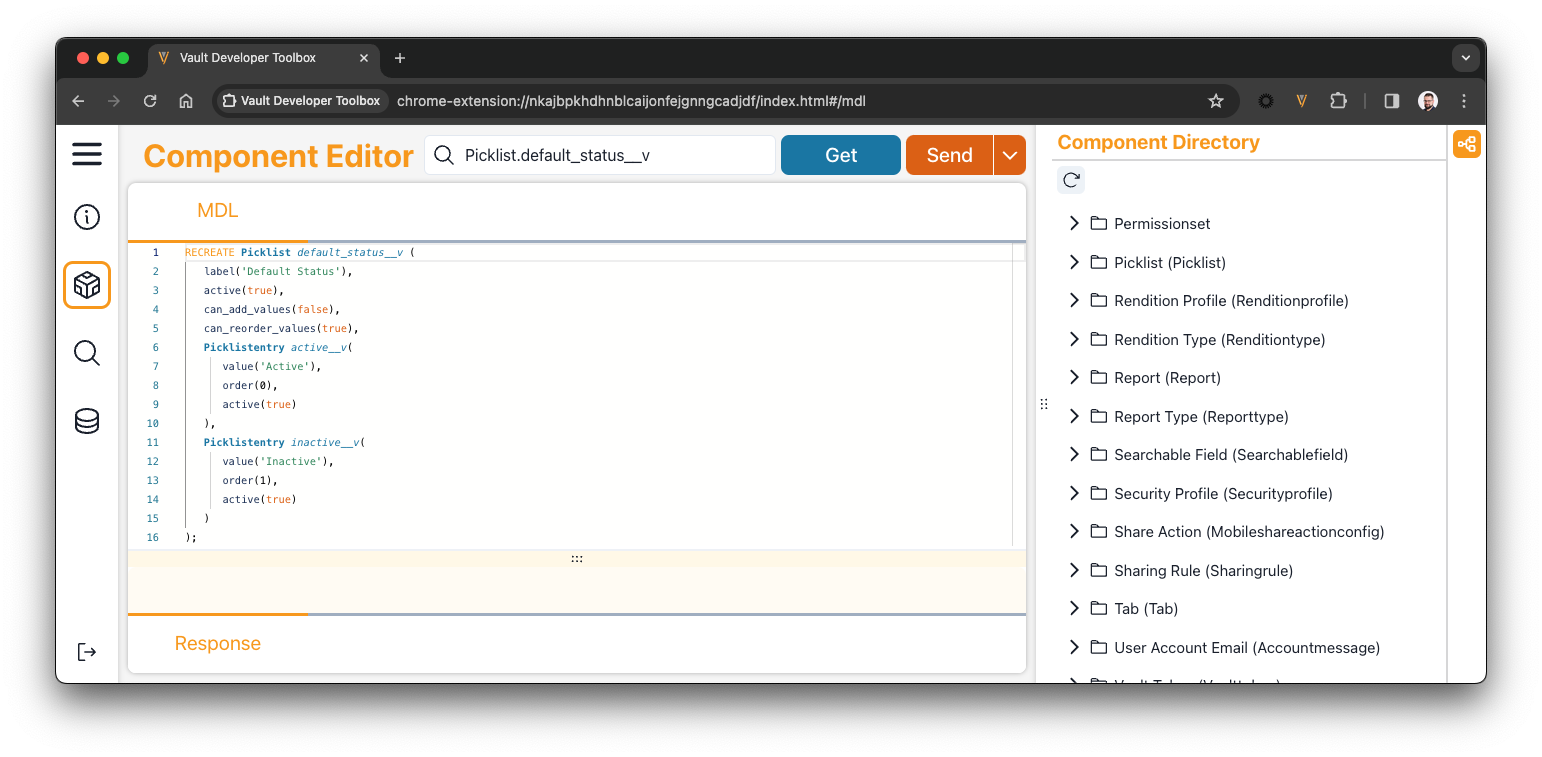 Vault Developer Toolbox
Vault Developer Toolbox
chrome-extension://nkajbpkhdhnblcaijonfejgnngcadjdf/index.html#/mdl
Component Editor
Picklist.default_status__v
Get
Send
MDL
1 RECREATE Picklist default_status__v (
2 label('Default Status'),
3 active(true),
4 can_add_values(false),
5 can_reorder_values(true),
6 Picklistentry active__v(
7 value('Active'),
8 order(0),
9 active(true)
10 ),
11 Picklistentry inactive__v(
12 value('Inactive'),
13 order(1),
14 active(true)
15 )
16 );
Response
Component Directory
Permissionset
Picklist (Picklist)
Rendition Profile (Renditionprofile)
Rendition Type (Renditiontype)
Report (Report)
Report Type (Reporttype)
Searchable Field (Searchablefield)
Security Profile (Securityprofile)
Share Action (Mobileshareactionconfig)
Sharing Rule (Sharingrule)
Tab (Tab)
User Account Email (Accountmessage)